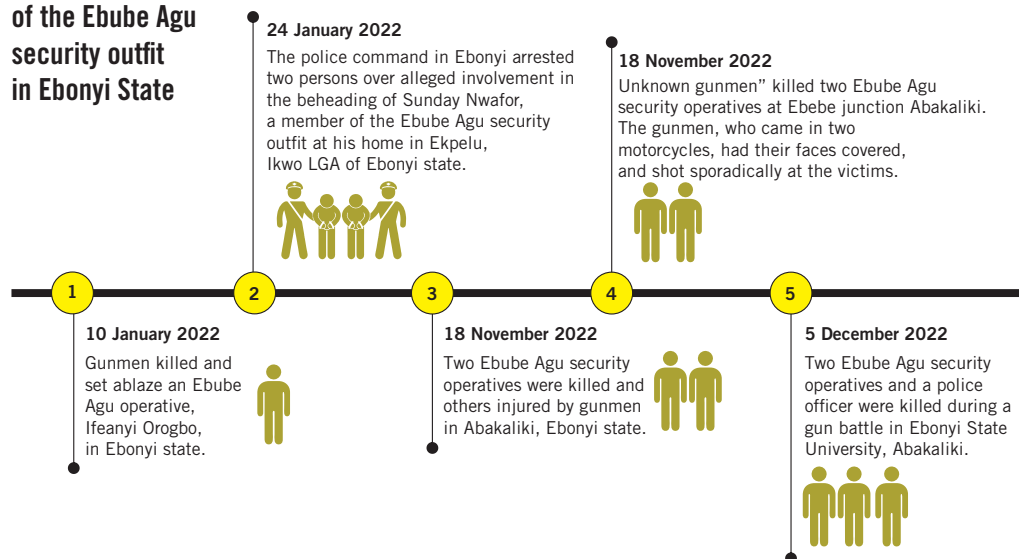 of the Ebube Agu
security outfit
in Ebonyi State
24 January 2022
The police command in Ebonyi arrested
two persons over alleged involvement in
the beheading of Sunday Nwafor,
a member of the Ebube Agu security
outfit at his home in Ekpelu,
Ikwo LGA of Ebonyi state.
18 November 2022
Unknown gunmen” killed two Ebube Agu
security operatives at Ebebe junction Abakaliki.
The gunmen, who came in two
motorcycles, had their faces covered,
and shot sporadically at the victims.
1
2
3
4
5
10 January 2022
Gunmen killed and
set ablaze an Ebube
Agu operative,
Ifeanyi Orogbo,
in Ebonyi state.
18 November 2022
Two Ebube Agu security
operatives were killed and
others injured by gunmen
in Abakaliki, Ebonyi state.
5 December 2022
Two Ebube Agu security
operatives and a police
officer were killed during a
gun battle in Ebonyi State
University, Abakaliki.